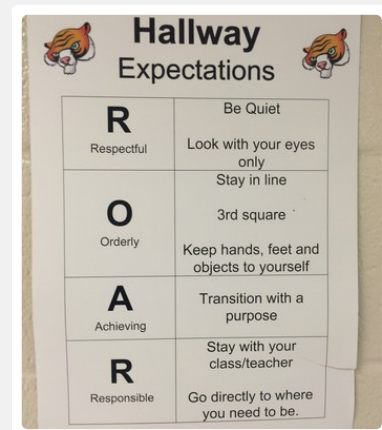 Hallway
Expectations
R
Respectful
Be Quiet
Look with your eyes
only
O
Orderly
Stay in line
3rd square
Keep hands, feet and
objects to yourself
A
Achieving
Transition with a
purpose
R
Responsible
Stay with your
class/teacher
Go directly to where
you need to be.